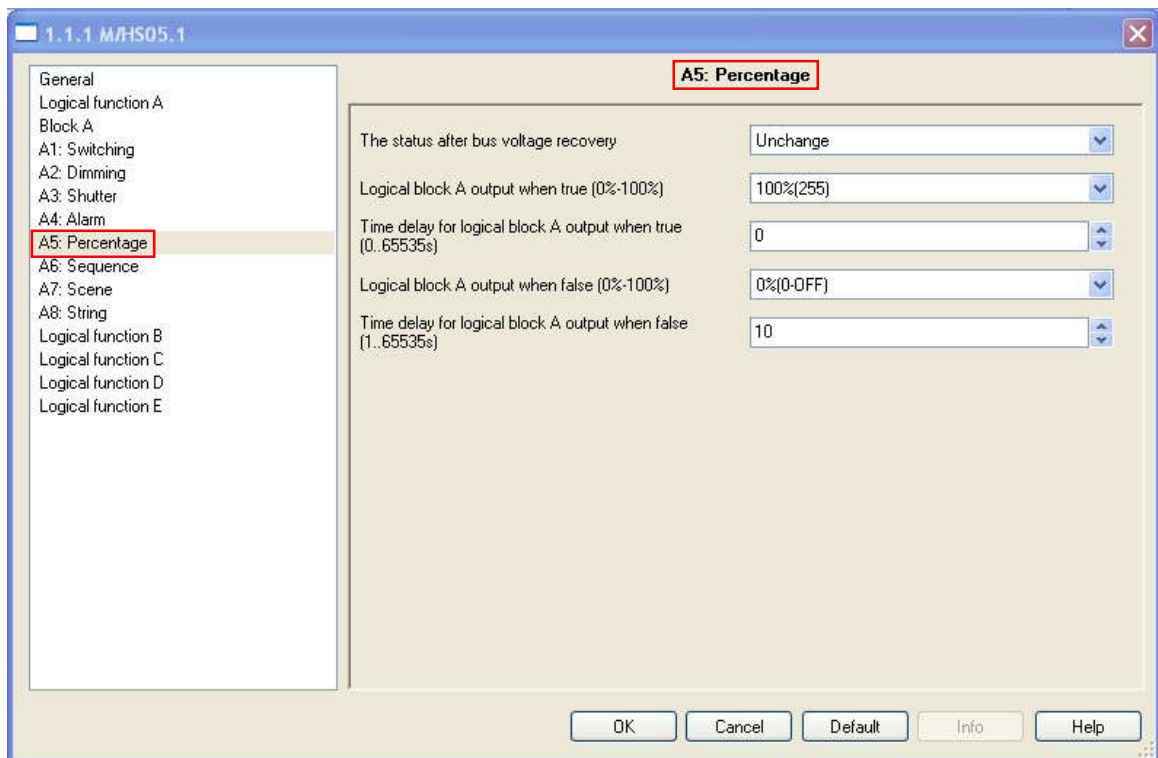 1.1.1 M/HS05.1
General
Logical function A
Block A
A1: Switching
A2: Dimming
A3: Shutter
A4: Alarm
A5: Percentage
A6: Sequence
A7: Scene
A8: String
Logical function B
Logical function C
Logical function D
Logical function E
A5: Percentage
The status after bus voltage recovery
Unchange
Logical block A output when true (0%-100%)
100%(255)
Time delay for logical block A output when true
(0..65535s)
0
Logical block A output when false (0%-100%)
0%(0-OFF)
Time delay for logical block A output when false
(1..65535s)
10
OK
Cancel
Default
Info
Help